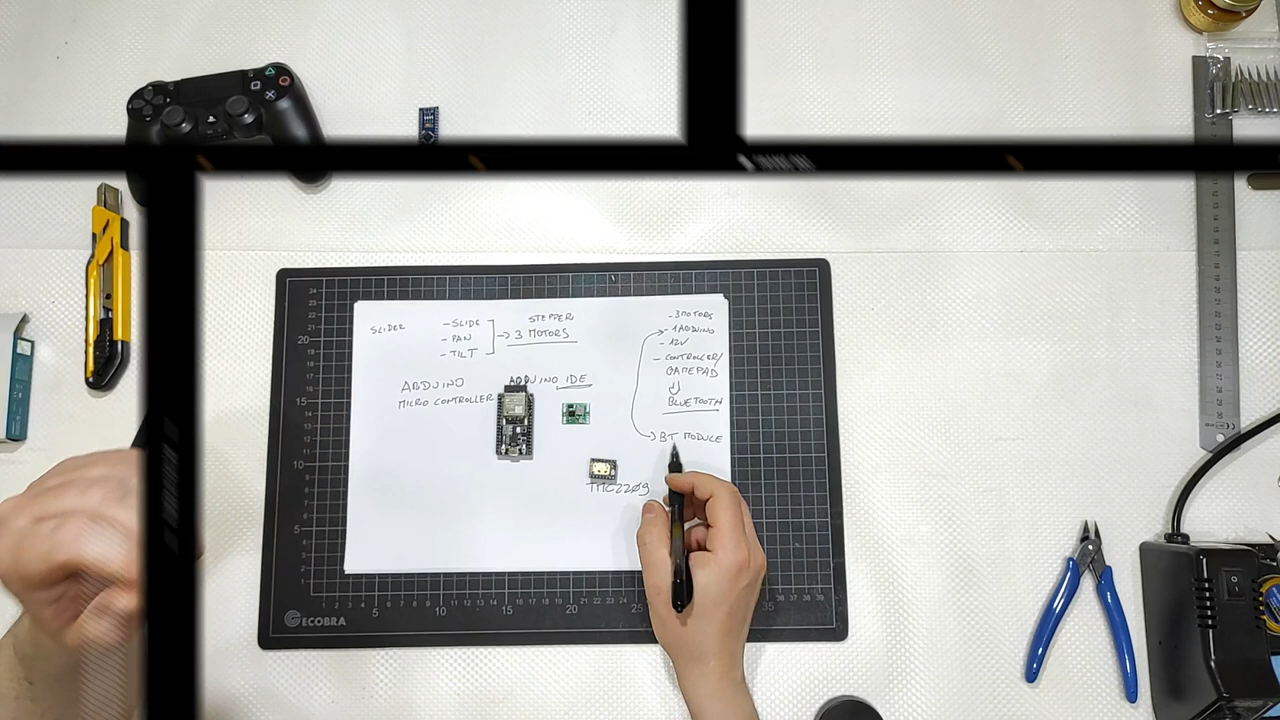 SLIDER
- SLIDE
- PAN
- TILT
STEPPER
→ 3 MOTORS
- 3 MOTORS
- 1 ARDUINO
- 12V
- CONTROLLER/
GAMEPAD
BLUETOOTH
BT MODULE
ARDUINO
MICRO CONTROLLER
ARDUINO IDE
TMC2209
ECOBRA